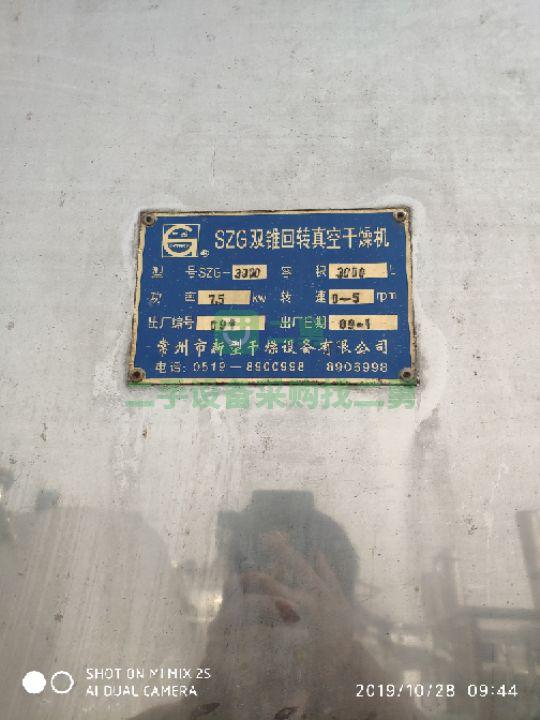 SZG双锥回转真空干燥机
型 号 SZG-3000 容 积 3000 L
功 率 7.5 kw 转 速 0-5 rpm
出厂编号 出厂日期 09-1
常州市新型干燥设备有限公司
电话:0519-8900998 8906998
二手设备采购找二勇
SHOT ON MI MIX 2S
AI DUAL CAMERA
2019/10/28 09:44